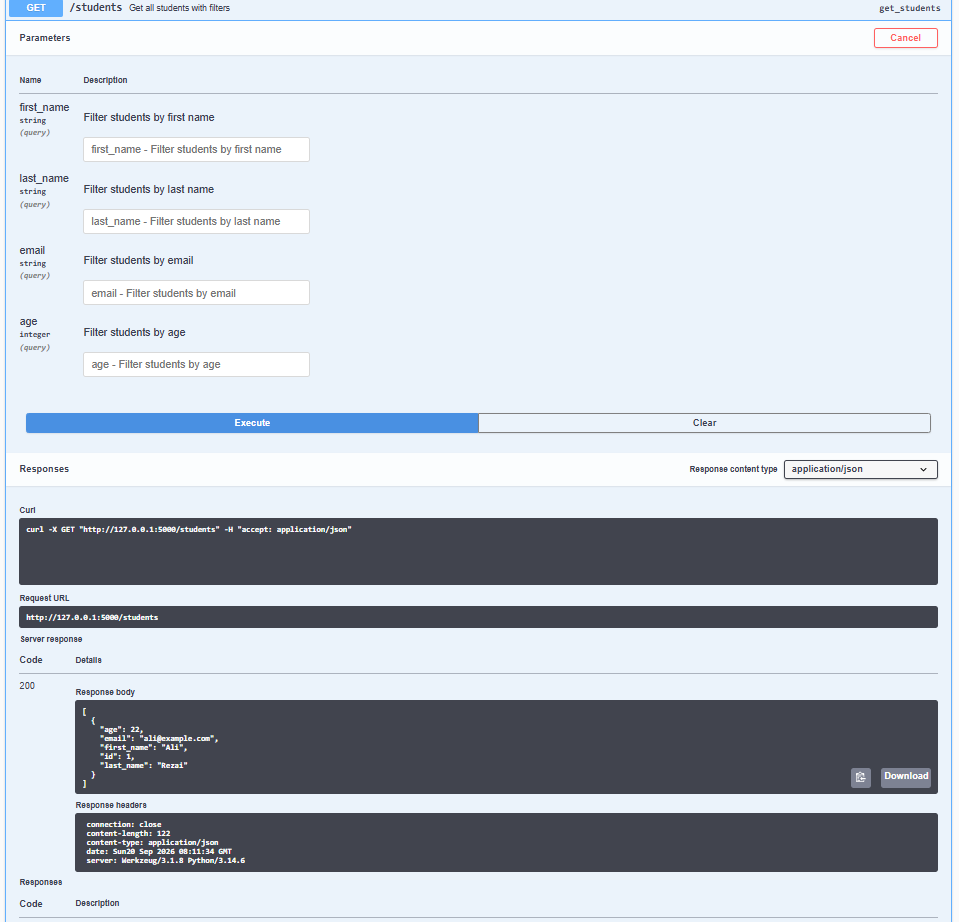 GET /students Get all students with filters get_students
Parameters Cancel
Name Description
first_name
string
(query)
Filter students by first name
first_name - Filter students by first name
last_name
string
(query)
Filter students by last name
last_name - Filter students by last name
email
string
(query)
Filter students by email
email - Filter students by email
age
integer
(query)
Filter students by age
age - Filter students by age
Execute Clear
Responses Response content type application/json
Curl
curl -X GET "http://127.0.0.1:5000/students" -H "accept: application/json"
Request URL
http://127.0.0.1:5000/students
Server response
Code Details
200
Response body
[
{
"age": 22,
"email": "ali@example.com",
"first_name": "Ali",
"id": 1,
"last_name": "Rezai"
}
]
Download
Response headers
connection: close
content-length: 122
content-type: application/json
date: Sun20 Sep 2026 08:11:34 GMT
server: Werkzeug/3.1.8 Python/3.14.6
Responses
Code Description